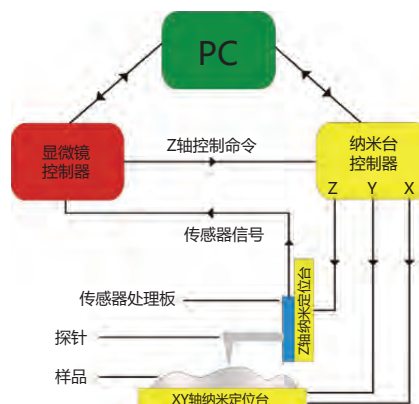 PC
显微镜
控制器
Z轴控制命令
纳米台
控制器
Z Y X
传感器信号
传感器处理板
Z轴纳米定位台
探针
样品
XY轴纳米定位台